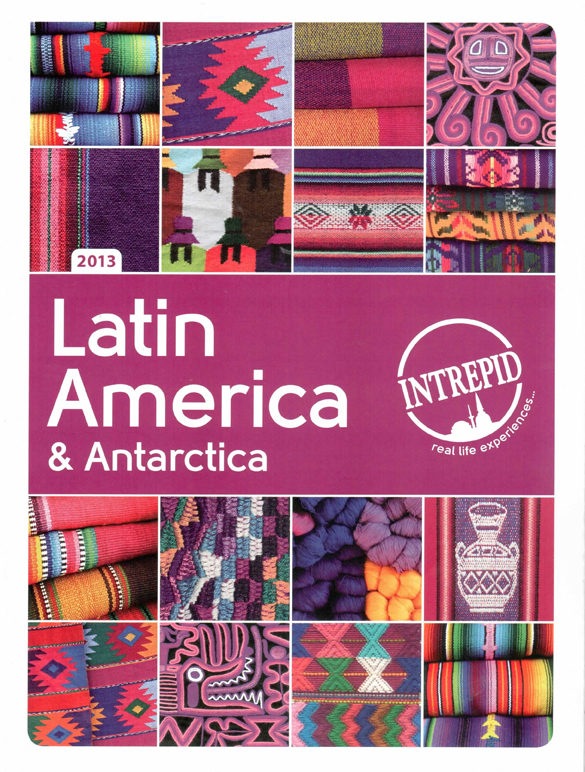 2013
Latin
America
& Antarctica
INTREPID
real life experiences...